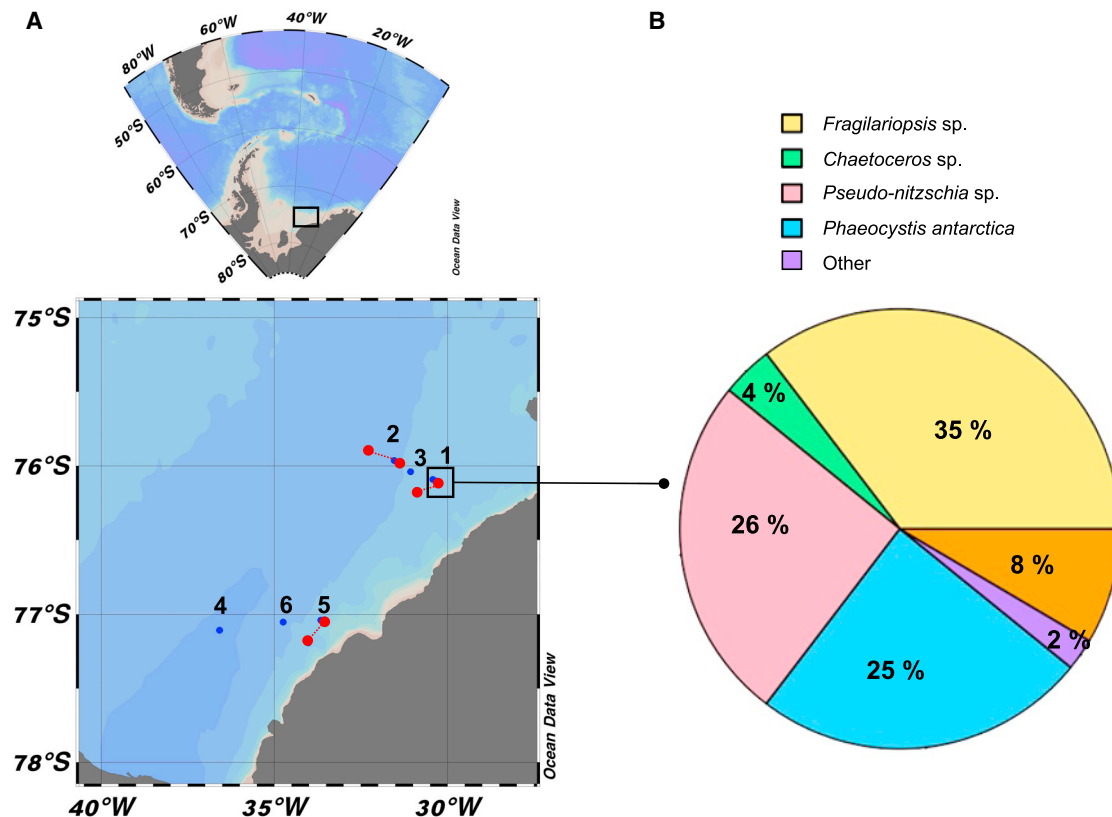 A
B
80°W
60°W
40°W
20°W
50°S
60°S
70°S
80°S
Ocean Data View
Fragilariopsis sp.
Chaetoceros sp.
Pseudo-nitzschia sp.
Phaeocystis antarctica
Other
75°S
76°S
77°S
78°S
40°W
35°W
30°W
2
3
1
4
6
5
Ocean Data View
4 %
35 %
26 %
8 %
2 %
25 %